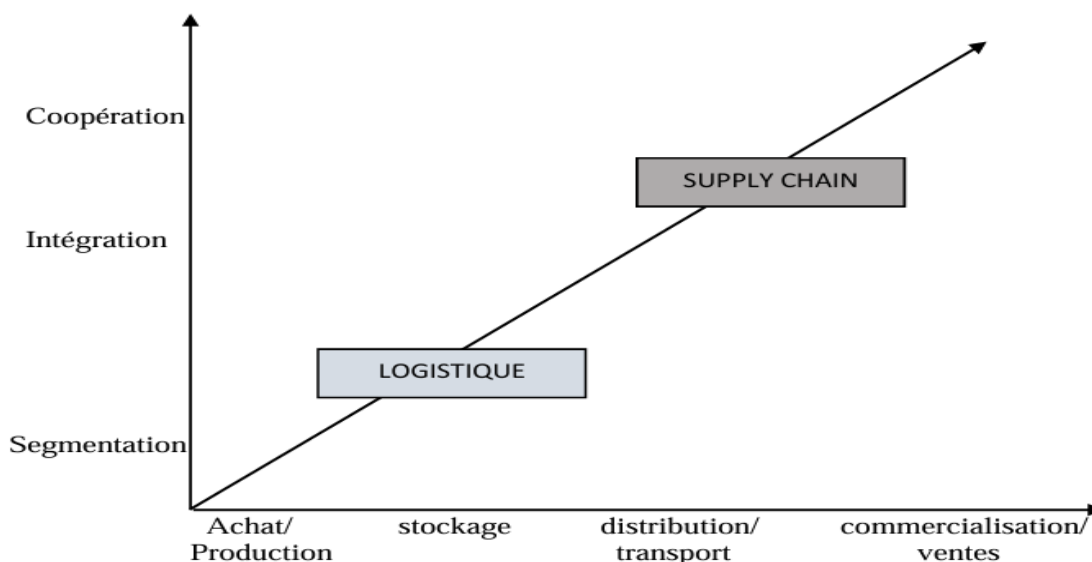 Coopération
SUPPLY CHAIN
Intégration
LOGISTIQUE
Segmentation
Achat/
Production
stockage
distribution/
transport
commercialisation/
ventes